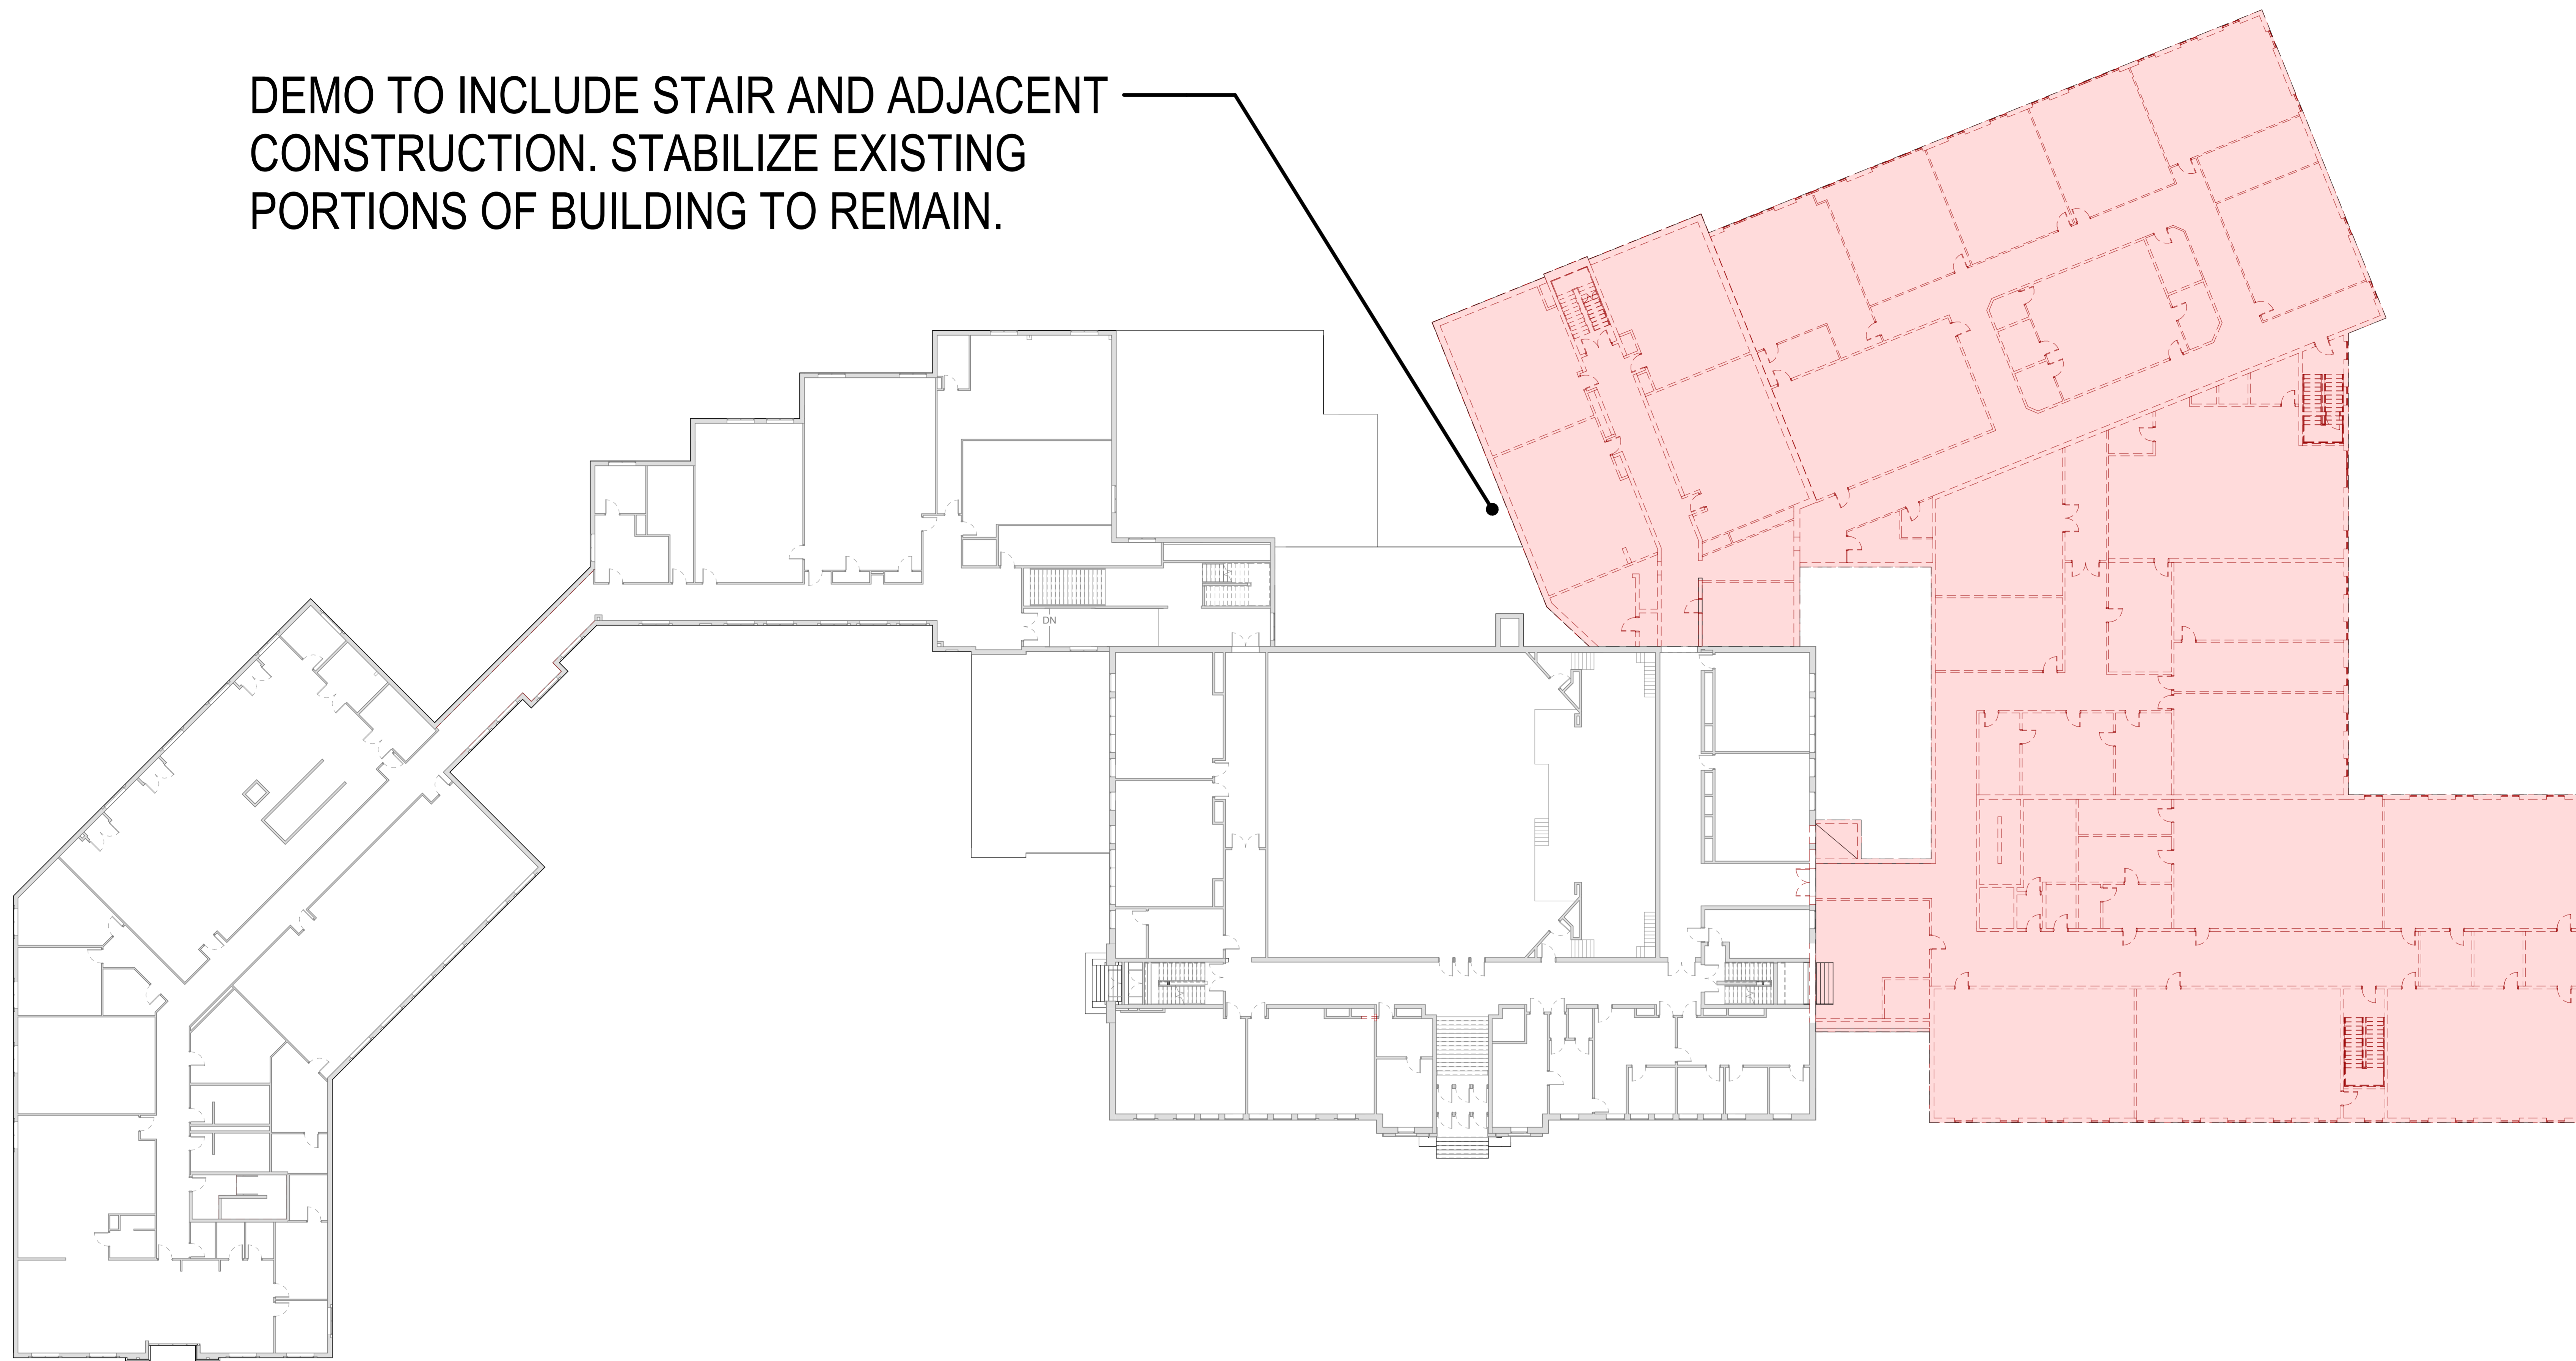 DEMO TO INCLUDE STAIR AND ADJACENT
CONSTRUCTION. STABILIZE EXISTING
PORTIONS OF BUILDING TO REMAIN.
DN